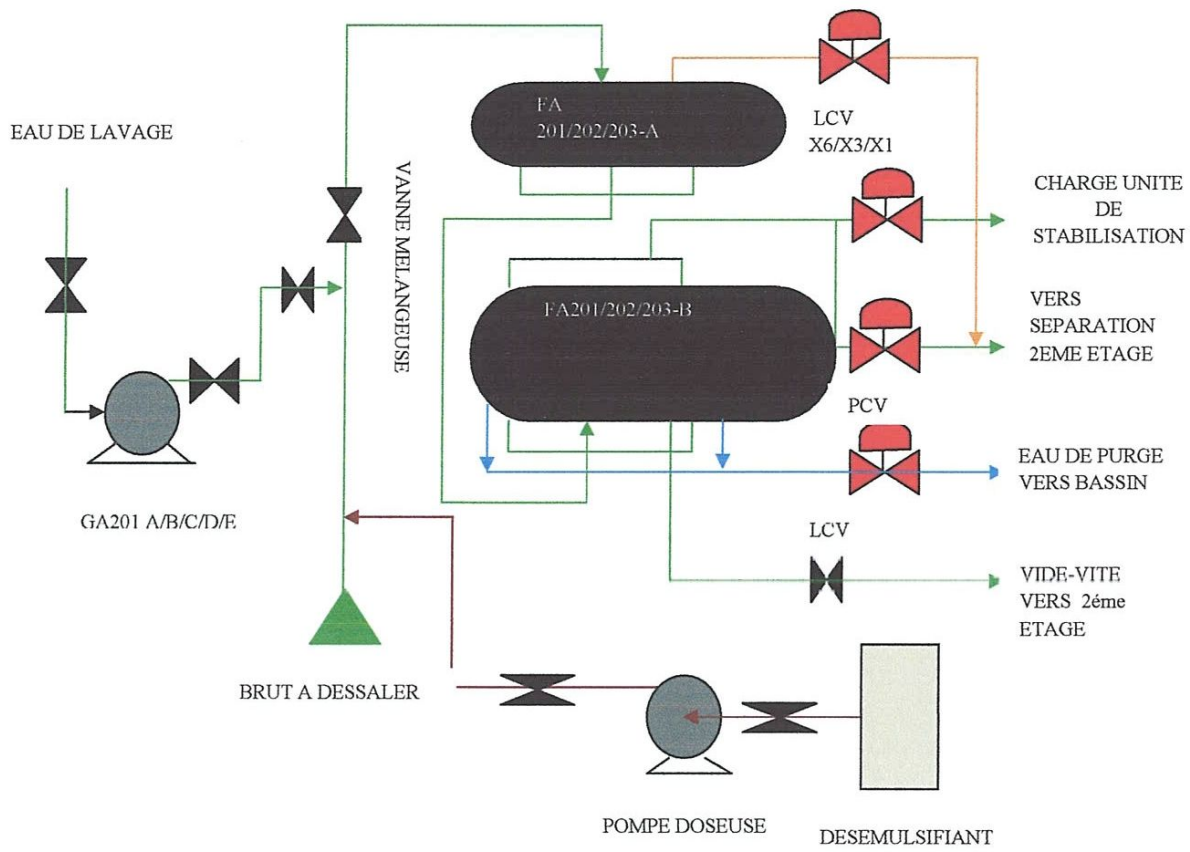 EAU DE LAVAGE
FA
201/202/203-A
LCV
X6/X3/X1
VANNE MELANGEUSE
CHARGE UNITE
DE
STABILISATION
FA201/202/203-B
VERS
SEPARATION
2EME ETAGE
PCV
EAU DE PURGE
VERS BASSIN
GA201 A/B/C/D/E
LCV
VIDE-VITE
VERS 2éme
ETAGE
BRUT A DESSALER
POMPE DOSEUSE
DESEMULSIFIANT